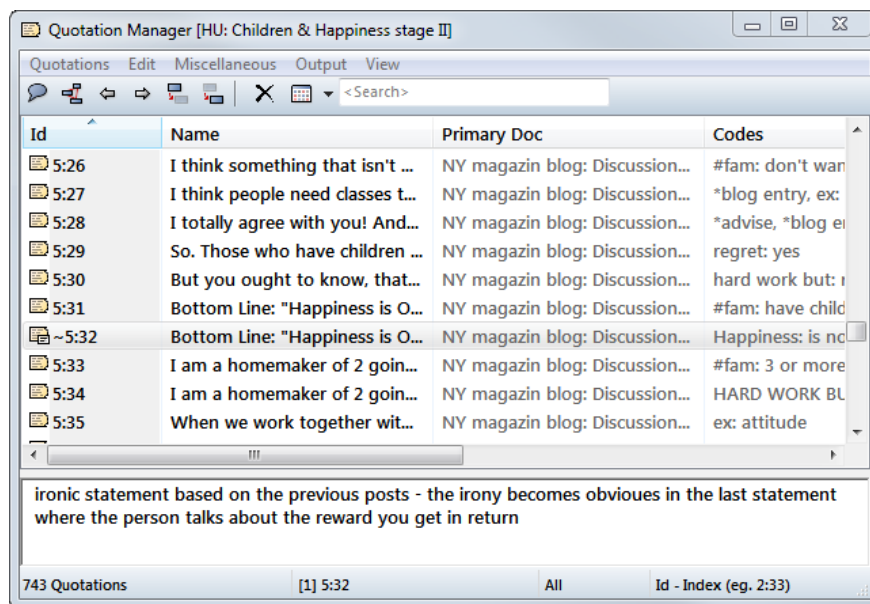 Quotation Manager [HU: Children & Happiness stage II]
Quotations Edit Miscellaneous Output View
<Search>
Id Name Primary Doc Codes
5:26 I think something that isn't ... NY magazin blog: Discussion... #fam: don't wan
5:27 I think people need classes t... NY magazin blog: Discussion... *blog entry, ex:
5:28 I totally agree with you! And... NY magazin blog: Discussion... *advise, *blog e
5:29 So. Those who have children ... NY magazin blog: Discussion... regret: yes
5:30 But you ought to know, that... NY magazin blog: Discussion... hard work but:
5:31 Bottom Line: "Happiness is O... NY magazin blog: Discussion... #fam: have child
~5:32 Bottom Line: "Happiness is O... NY magazin blog: Discussion... Happiness: is no
5:33 I am a homemaker of 2 goin... NY magazin blog: Discussion... #fam: 3 or more
5:34 I am a homemaker of 2 goin... NY magazin blog: Discussion... HARD WORK BU
5:35 When we work together wit... NY magazin blog: Discussion... ex: attitude
ironic statement based on the previous posts - the irony becomes obvioues in the last statement
where the person talks about the reward you get in return
743 Quotations [1] 5:32 All Id - Index (eg. 2:33)